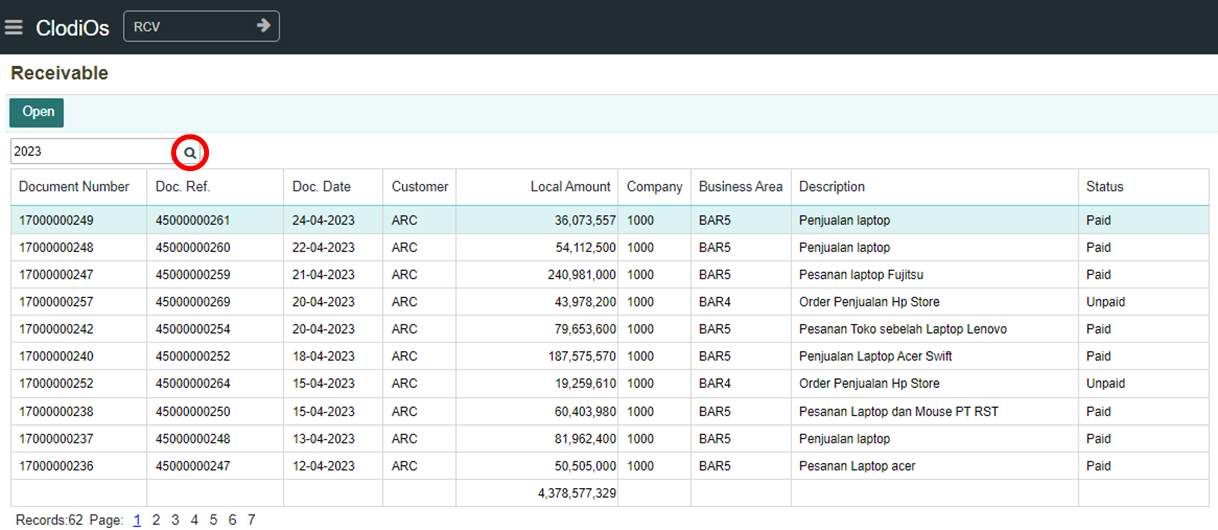 ClodiOs RCV
Receivable
Open
2023
Document Number Doc. Ref. Doc. Date Customer Local Amount Company Business Area Description Status
17000000249 45000000261 24-04-2023 ARC 36,073,557 1000 BAR5 Penjualan laptop Paid
17000000248 45000000260 22-04-2023 ARC 54,112,500 1000 BAR5 Penjualan laptop Paid
17000000247 45000000259 21-04-2023 ARC 240,981,000 1000 BAR5 Pesanan laptop Fujitsu Paid
17000000257 45000000269 20-04-2023 ARC 43,978,200 1000 BAR4 Order Penjualan Hp Store Unpaid
17000000242 45000000254 20-04-2023 ARC 79,653,600 1000 BAR5 Pesanan Toko sebelah Laptop Lenovo Paid
17000000240 45000000252 18-04-2023 ARC 187,575,570 1000 BAR5 Penjualan Laptop Acer Swift Paid
17000000252 45000000264 15-04-2023 ARC 19,259,610 1000 BAR4 Order Penjualan Hp Store Unpaid
17000000238 45000000250 15-04-2023 ARC 60,403,980 1000 BAR5 Pesanan Laptop dan Mouse PT RST Paid
17000000237 45000000248 13-04-2023 ARC 81,962,400 1000 BAR5 Penjualan laptop Paid
17000000236 45000000247 12-04-2023 ARC 50,505,000 1000 BAR5 Pesanan Laptop acer Paid
4,378,577,329
Records:62 Page: 1 2 3 4 5 6 7